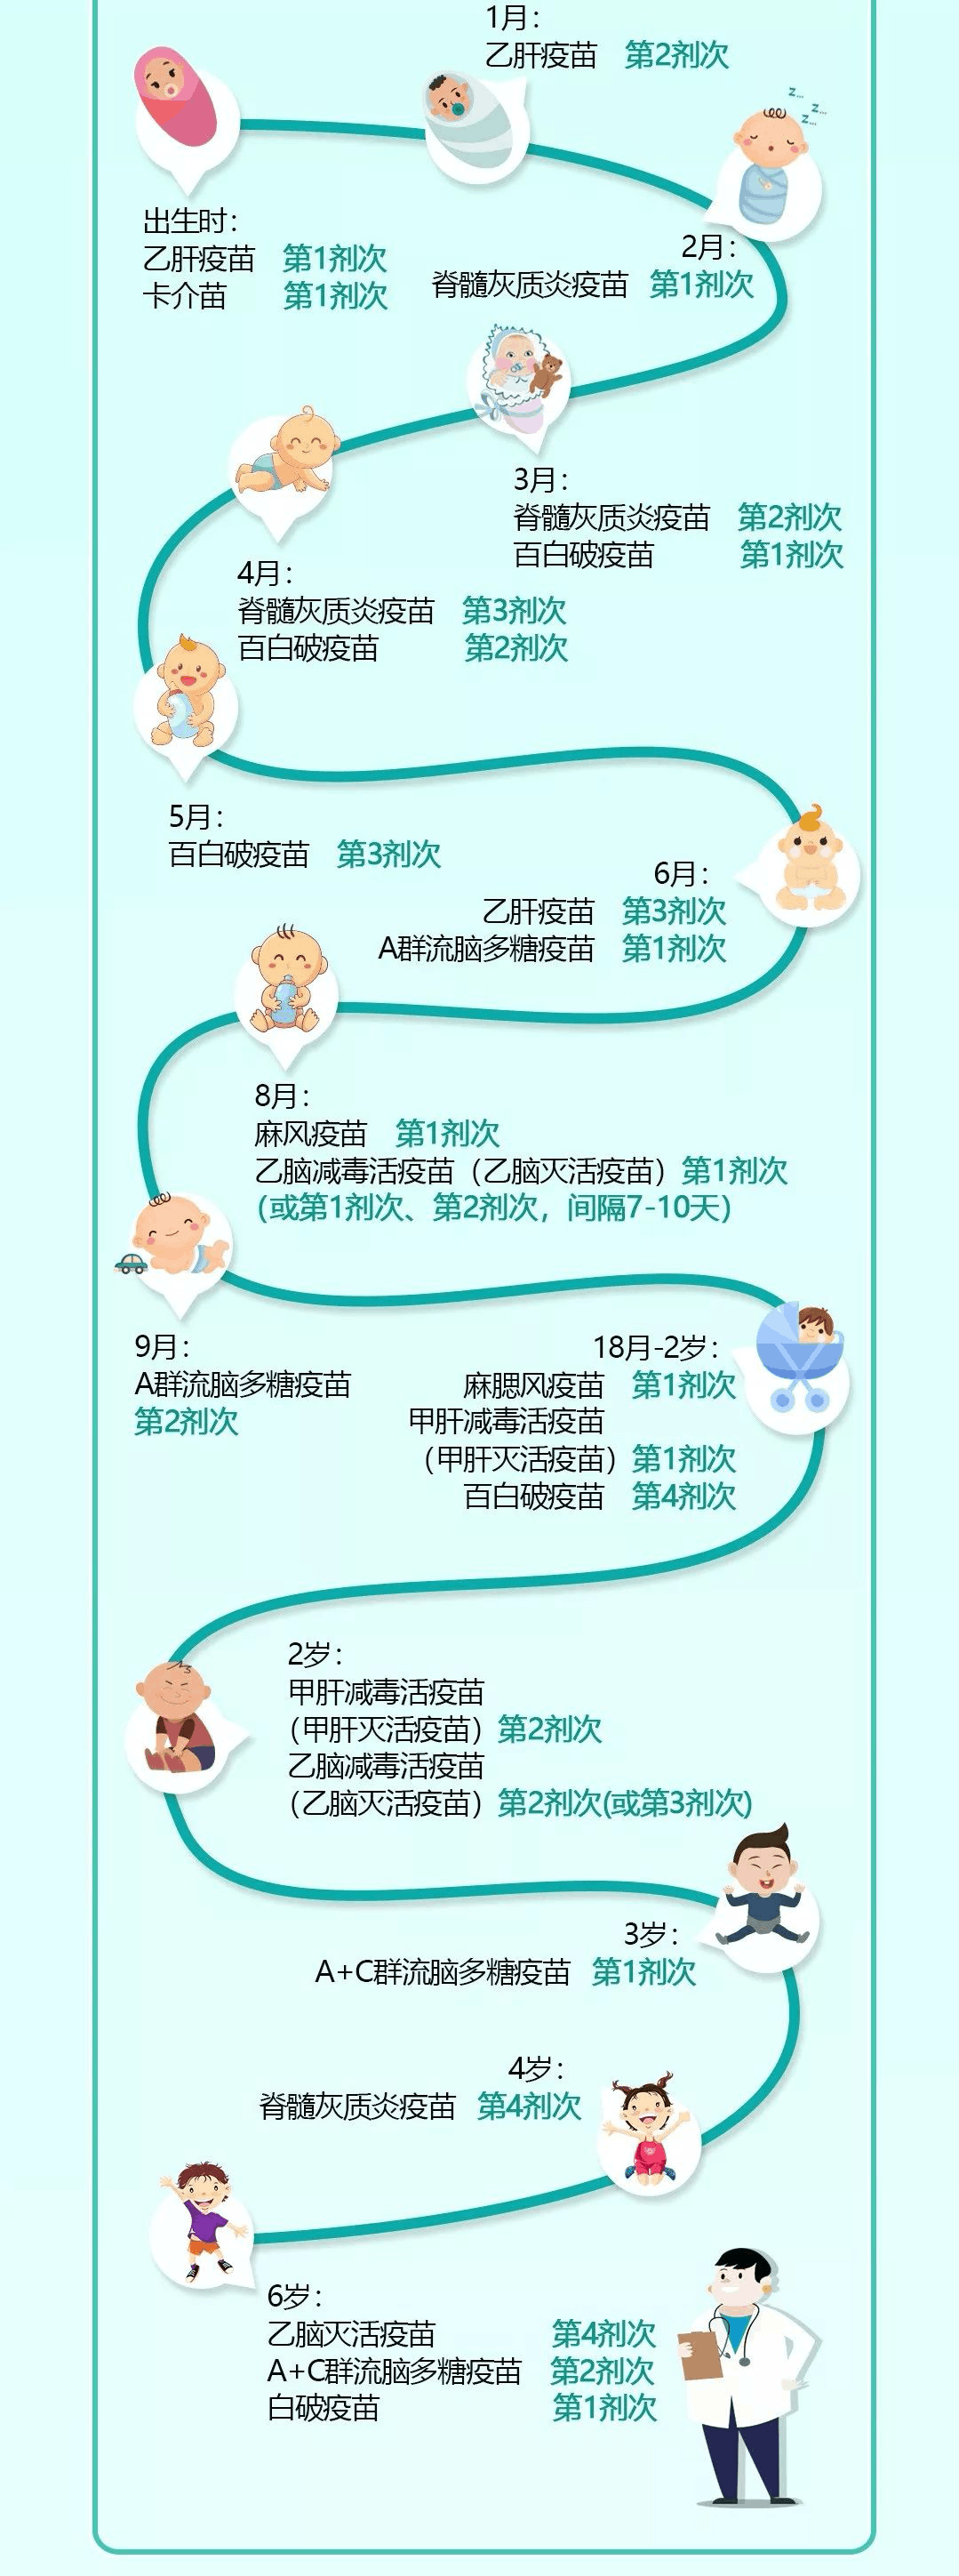 1月：
乙肝疫苗 第2剂次
z...
z...
z...
出生时：
乙肝疫苗 第1剂次
卡介苗 第1剂次
2月：
脊髓灰质炎疫苗 第1剂次
3月：
脊髓灰质炎疫苗 第2剂次
百白破疫苗 第1剂次
4月：
脊髓灰质炎疫苗 第3剂次
百白破疫苗 第2剂次
5月：
百白破疫苗 第3剂次
6月：
乙肝疫苗 第3剂次
A群流脑多糖疫苗 第1剂次
8月：
麻风疫苗 第1剂次
乙脑减毒活疫苗（乙脑灭活疫苗）第1剂次
（或第1剂次、第2剂次，间隔7-10天）
9月：
A群流脑多糖疫苗
第2剂次
18月-2岁：
麻腮风疫苗 第1剂次
甲肝减毒活疫苗
（甲肝灭活疫苗）第1剂次
百白破疫苗 第4剂次
2岁：
甲肝减毒活疫苗
（甲肝灭活疫苗）第2剂次
乙脑减毒活疫苗
（乙脑灭活疫苗）第2剂次(或第3剂次)
3岁：
A+C群流脑多糖疫苗 第1剂次
4岁：
脊髓灰质炎疫苗 第4剂次
6岁：
乙脑灭活疫苗 第4剂次
A+C群流脑多糖疫苗 第2剂次
白破疫苗 第1剂次